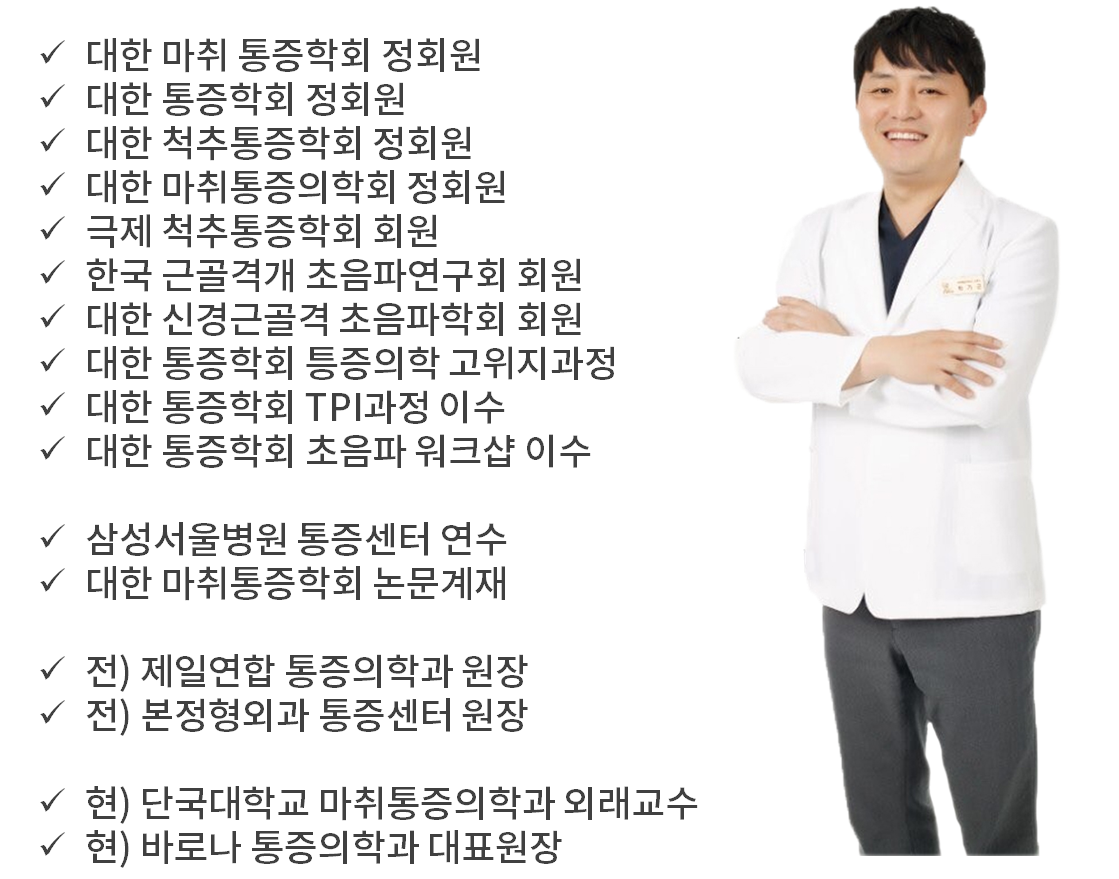 ✓ 대한 마취 통증학회 정회원
✓ 대한 통증학회 정회원
✓ 대한 척추통증학회 정회원
✓ 대한 마취통증의학회 정회원
✓ 극제 척추통증학회 회원
✓ 한국 근골격개 초음파연구회 회원
✓ 대한 신경근골격 초음파학회 회원
✓ 대한 통증학회 틍증의학 고위지과정
✓ 대한 통증학회 TPI과정 이수
✓ 대한 통증학회 초음파 워크샵 이수
✓ 삼성서울병원 통증센터 연수
✓ 대한 마취통증학회 논문계재
✓ 전) 제일연합 통증의학과 원장
✓ 전) 본정형외과 통증센터 원장
✓ 현) 단국대학교 마취통증의학과 외래교수
✓ 현) 바로나 통증의학과 대표원장